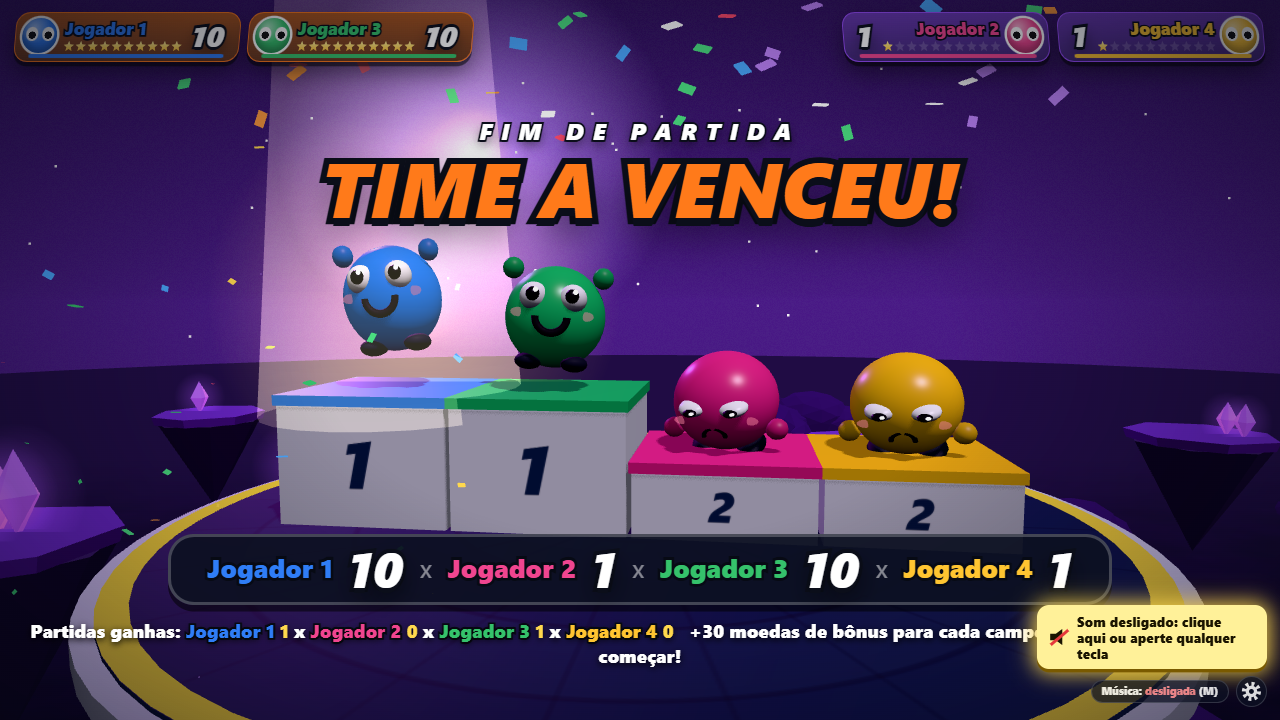 Jogador 1 10
Jogador 3 10
1 Jogador 2
1 Jogador 4
FIM DE PARTIDA
TIME A VENCEU!
1
1
2
2
Jogador 1 10 x Jogador 2 1 x Jogador 3 10 x Jogador 4 1
Partidas ganhas: Jogador 1 1 x Jogador 2 0 x Jogador 3 1 x Jogador 4 0 +30 moedas de bônus para cada
começar!
Som desligado: clique
aqui ou aperte qualquer
tecla
Música: desligada (M)